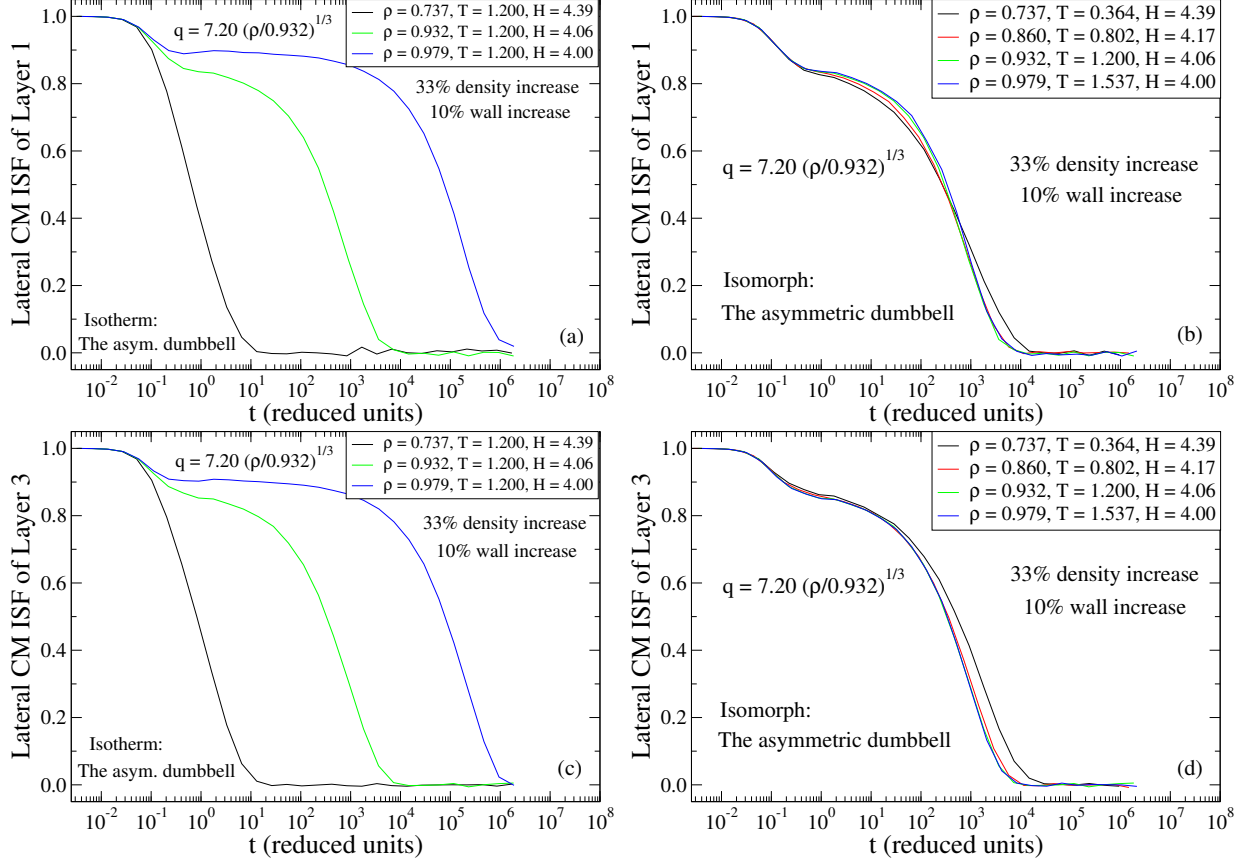 Lateral CM ISF of Layer 1
1.0
0.8
0.6
0.4
0.2
0.0
q = 7.20 (ρ/0.932)^1/3
ρ = 0.737, T = 1.200, H = 4.39
ρ = 0.932, T = 1.200, H = 4.06
ρ = 0.979, T = 1.200, H = 4.00
33% density increase
10% wall increase
Isotherm:
The asym. dumbbell
(a)
10^-2 10^-1 10^0 10^1 10^2 10^3 10^4 10^5 10^6 10^7 10^8
t (reduced units)
Lateral CM ISF of Layer 1
1.0
0.8
0.6
0.4
0.2
0.0
ρ = 0.737, T = 0.364, H = 4.39
ρ = 0.860, T = 0.802, H = 4.17
ρ = 0.932, T = 1.200, H = 4.06
ρ = 0.979, T = 1.537, H = 4.00
q = 7.20 (ρ/0.932)^1/3
33% density increase
10% wall increase
Isomorph:
The asymmetric dumbbell
(b)
10^-2 10^-1 10^0 10^1 10^2 10^3 10^4 10^5 10^6 10^7 10^8
t (reduced units)
Lateral CM ISF of Layer 3
1.0
0.8
0.6
0.4
0.2
0.0
q = 7.20 (ρ/0.932)^1/3
ρ = 0.737, T = 1.200, H = 4.39
ρ = 0.932, T = 1.200, H = 4.06
ρ = 0.979, T = 1.200, H = 4.00
33% density increase
10% wall increase
Isotherm:
The asym. dumbbell
(c)
10^-2 10^-1 10^0 10^1 10^2 10^3 10^4 10^5 10^6 10^7 10^8
t (reduced units)
Lateral CM ISF of Layer 3
1.0
0.8
0.6
0.4
0.2
0.0
ρ = 0.737, T = 0.364, H = 4.39
ρ = 0.860, T = 0.802, H = 4.17
ρ = 0.932, T = 1.200, H = 4.06
ρ = 0.979, T = 1.537, H = 4.00
q = 7.20 (ρ/0.932)^1/3
33% density increase
10% wall increase
Isomorph:
The asymmetric dumbbell
(d)
10^-2 10^-1 10^0 10^1 10^2 10^3 10^4 10^5 10^6 10^7 10^8
t (reduced units)